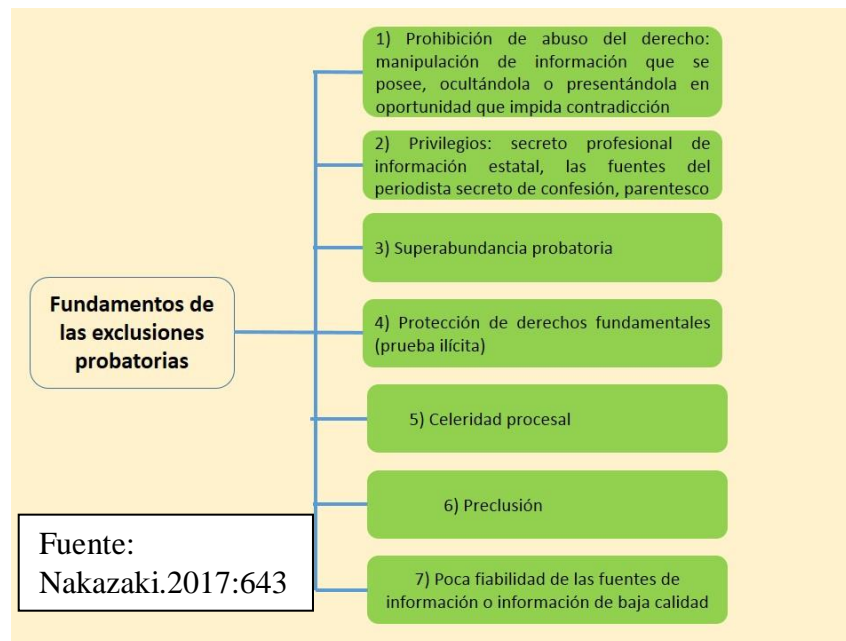 1) Prohibición de abuso del derecho:
manipulación de información que se
posee, ocultándola o presentándola en
oportunidad que impida contradicción
2) Privilegios: secreto profesional de
información estatal, las fuentes del
periodista secreto de confesión, parentesco
3) Superabundancia probatoria
Fundamentos de
las exclusiones
probatorias
4) Protección de derechos fundamentales
(prueba ilícita)
5) Celeridad procesal
6) Preclusión
7) Poca fiabilidad de las fuentes de
información o información de baja calidad
Fuente:
Nakazaki.2017:643